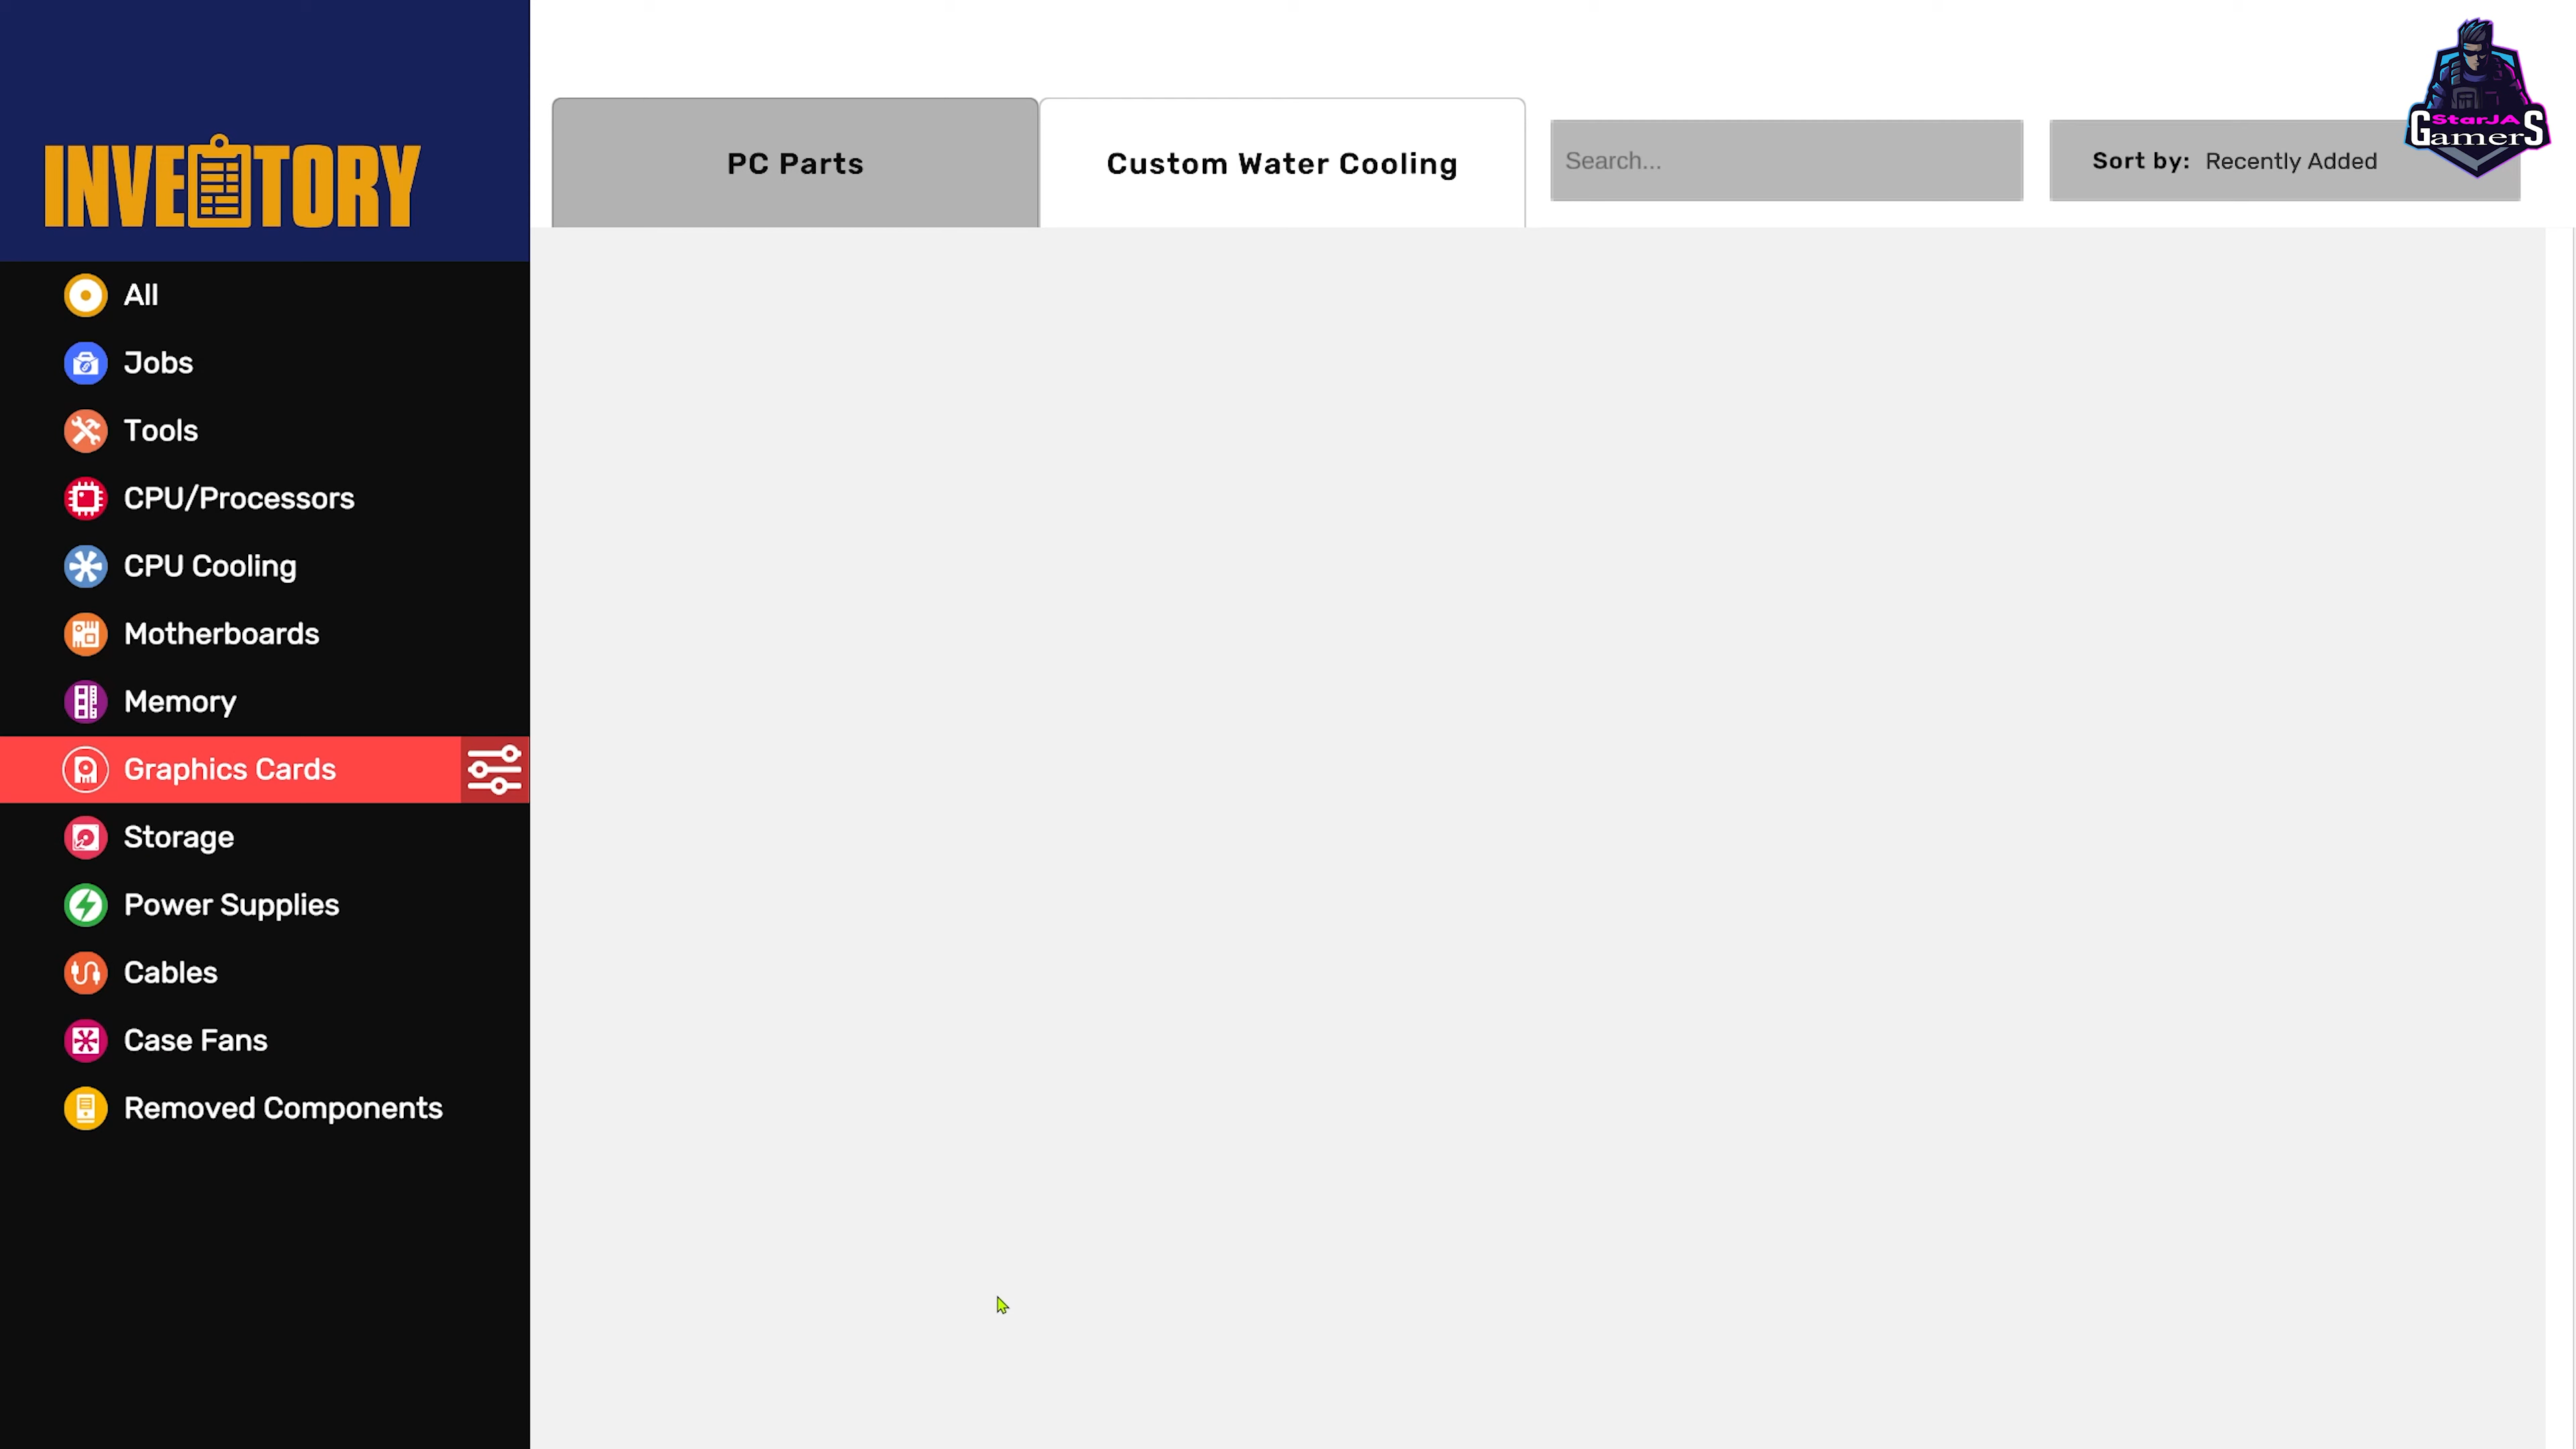 INVENTORY
PC Parts
Custom Water Cooling
Search...
Sort by: Recently Added
StarJA
GamerS
All
Jobs
Tools
CPU/Processors
CPU Cooling
Motherboards
Memory
Graphics Cards
Storage
Power Supplies
Cables
Case Fans
Removed Components